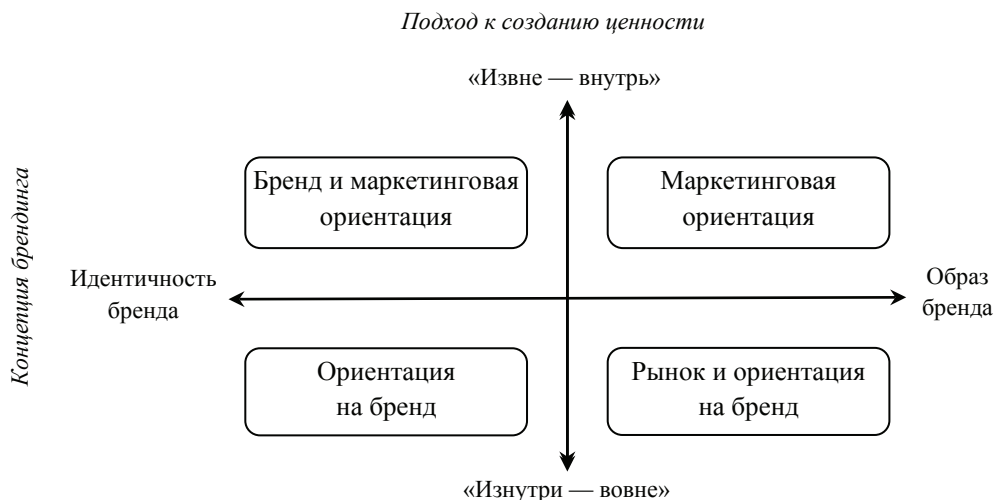 Подход к созданию ценности
«Извне — внутрь»
Концепция брендинга
Бренд и маркетинговая
ориентация
Маркетинговая
ориентация
Идентичность
бренда
Образ
бренда
Ориентация
на бренд
Рынок и ориентация
на бренд
«Изнутри — вовне»